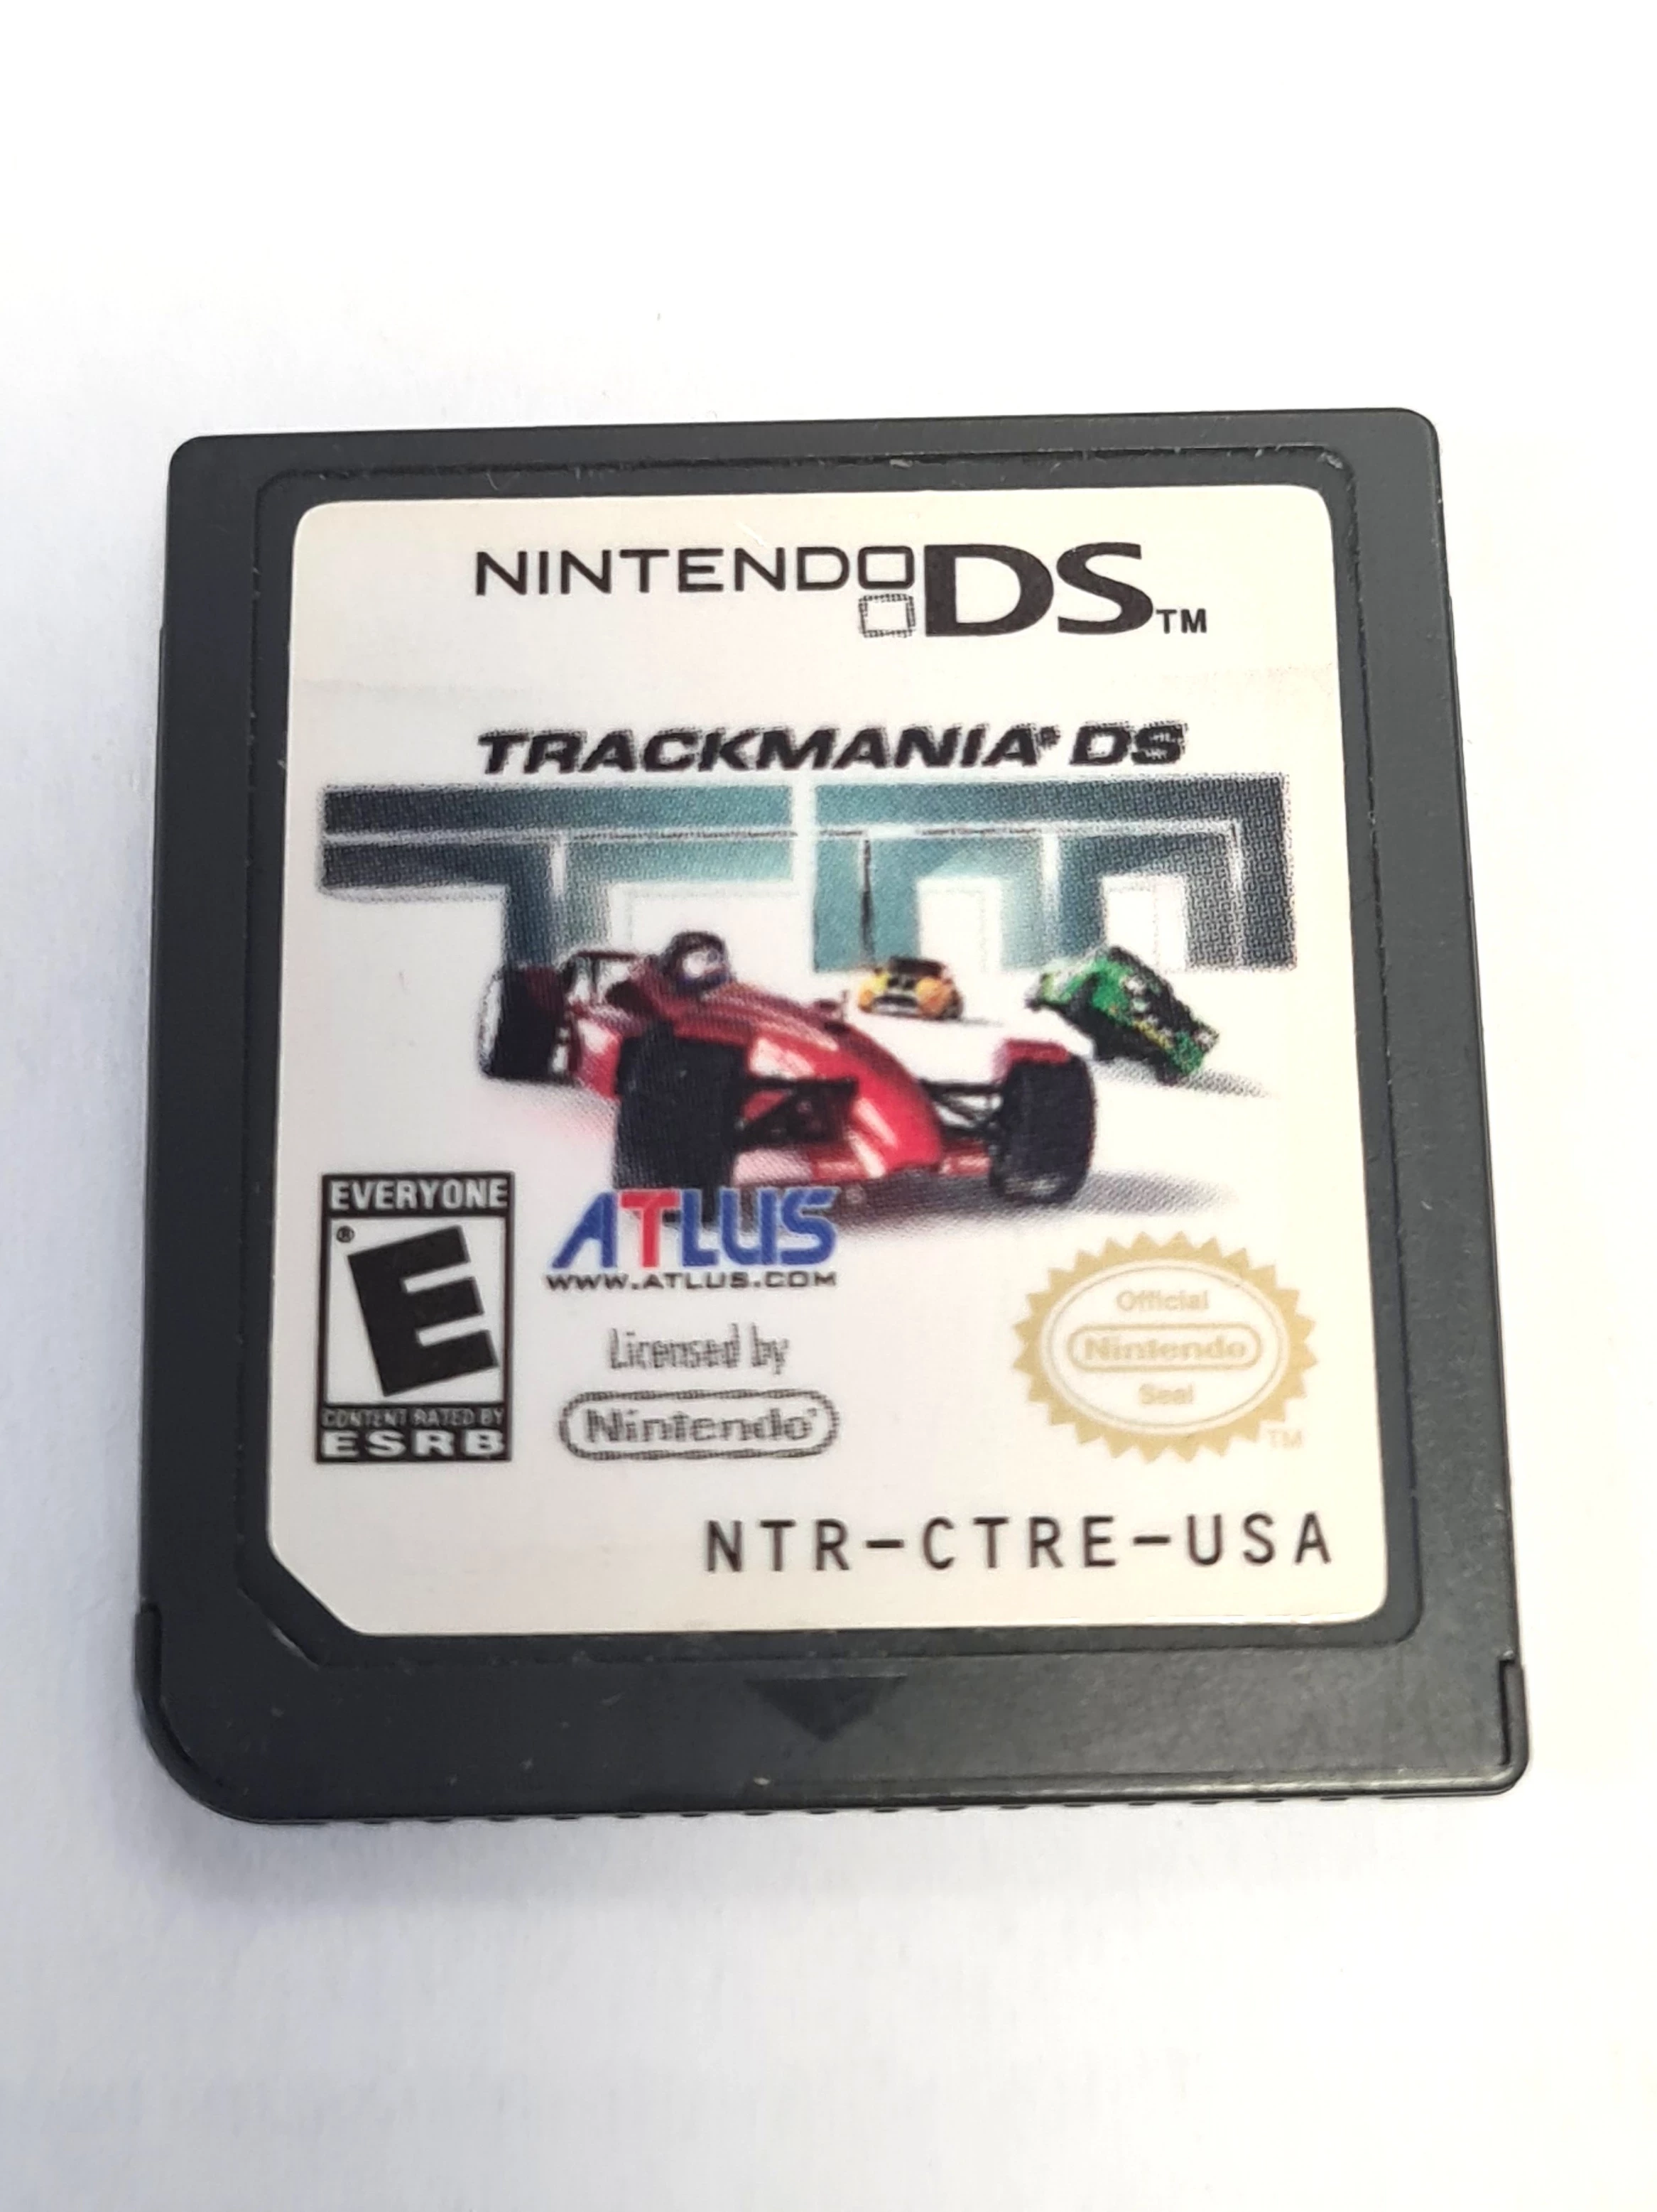 NINTENDO DS™
TRACKMANIA® DS
Tm
EVERYONE
E®
CONTENT RATED BY
ESRB
ATLUS®
WWW.ATLUS.COM
Licensed by
Nintendo®
Official
Nintendo
Seal
TM
NTR-CTRE-USA